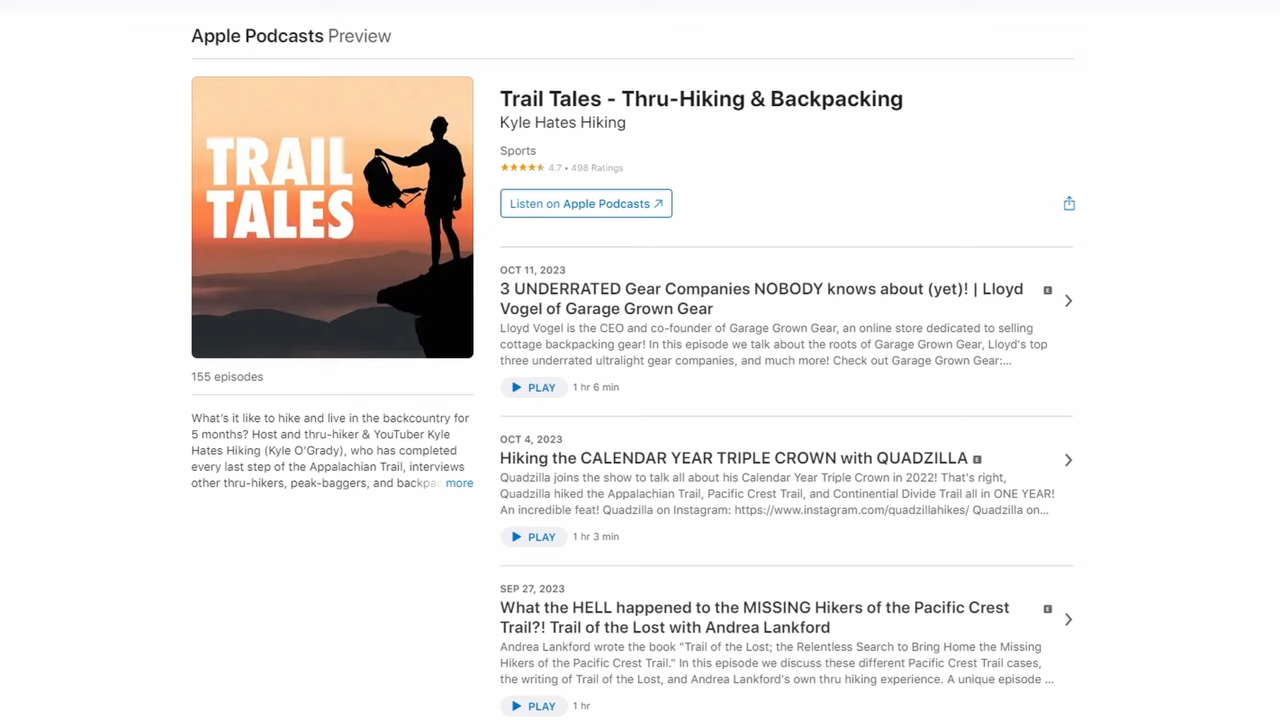 Apple Podcasts Preview
TRAIL
TALES
155 episodes
What's it like to hike and live in the backcountry for
5 months? Host and thru-hiker & YouTuber Kyle
Hates Hiking (Kyle O'Grady), who has completed
every last step of the Appalachian Trail, interviews
other thru-hikers, peak-baggers, and backpa more
Trail Tales - Thru-Hiking & Backpacking
Kyle Hates Hiking
Sports
4.7 • 498 Ratings
Listen on Apple Podcasts ↗
OCT 11, 2023
3 UNDERRATED Gear Companies NOBODY knows about (yet)! | Lloyd E
Vogel of Garage Grown Gear
Lloyd Vogel is the CEO and co-founder of Garage Grown Gear, an online store dedicated to selling
cottage backpacking gear! In this episode we talk about the roots of Garage Grown Gear, Lloyd's top
three underrated ultralight gear companies, and much more! Check out Garage Grown Gear:...
PLAY 1 hr 6 min
OCT 4, 2023
Hiking the CALENDAR YEAR TRIPLE CROWN with QUADZILLA E
Quadzilla joins the show to talk all about his Calendar Year Triple Crown in 2022! That's right,
Quadzilla hiked the Appalachian Trail, Pacific Crest Trail, and Continential Divide Trail all in ONE YEAR!
An incredible feat! Quadzilla on Instagram: https://www.instagram.com/quadzillahikes/ Quadzilla on...
PLAY 1 hr 3 min
SEP 27, 2023
What the HELL happened to the MISSING Hikers of the Pacific Crest E
Trail?! Trail of the Lost with Andrea Lankford
Andrea Lankford wrote the book "Trail of the Lost; the Relentless Search to Bring Home the Missing
Hikers of the Pacific Crest Trail." In this episode we discuss these different Pacific Crest Trail cases,
the writing of Trail of the Lost, and Andrea Lankford's own thru hiking experience. A unique episode ...
PLAY 1 hr